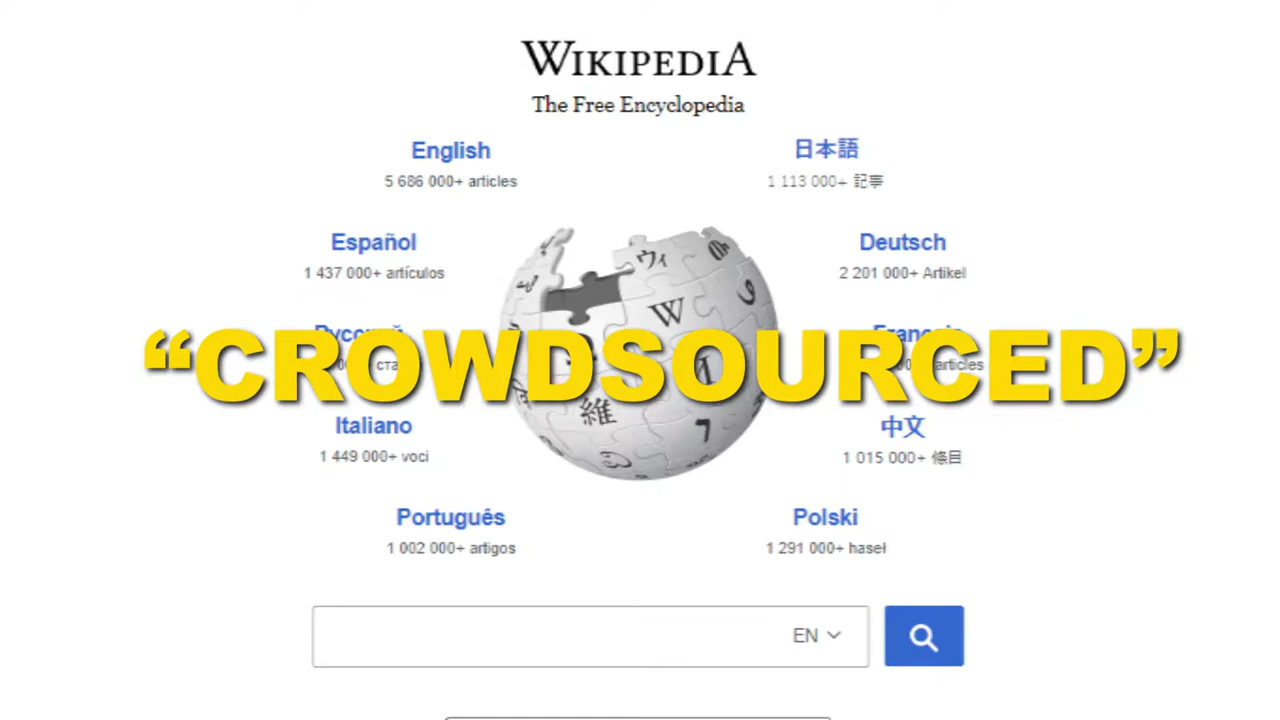 WIKIPEDIA
The Free Encyclopedia
English
日本語
5 686 000+ articles
1 113 000+ 記事
Español
Deutsch
1 437 000+ artículos
2 201 000+ Artikel
“CROWDSOURCED”
Italiano
中文
1 449 000+ voci
1 015 000+ 條目
Português
Polski
1 002 000+ artigos
1 291 000+ haseł
EN